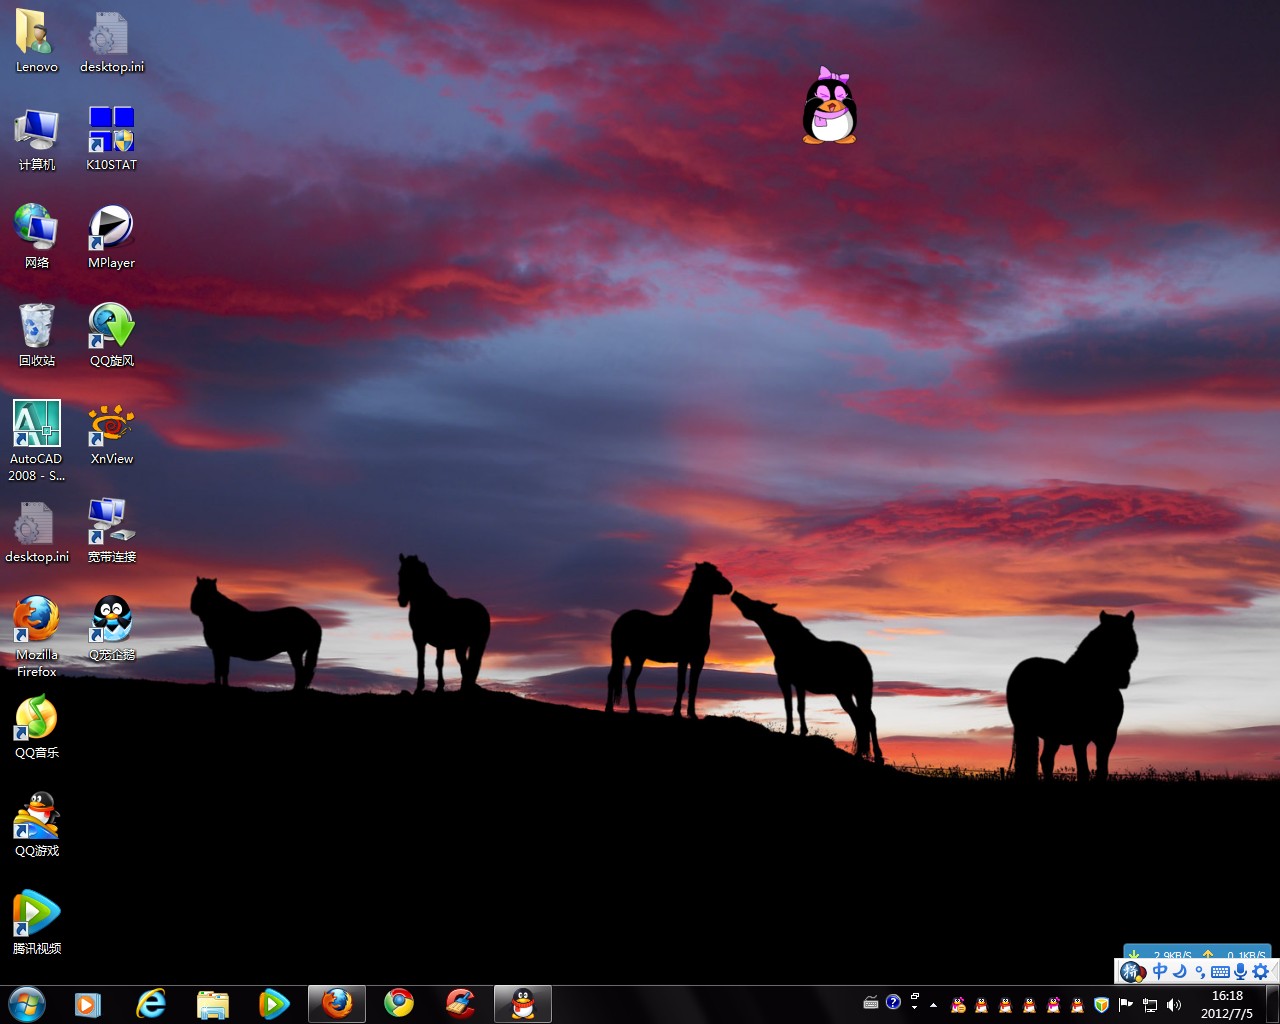 Lenovo
desktop.ini
计算机
K10STAT
网络
MPlayer
回收站
QQ旋风
AutoCAD
2008 - S...
XnView
desktop.ini
宽带连接
Mozilla
Firefox
Q宠企鹅
QQ音乐
QQ游戏
腾讯视频
2.9KB/S
0.1KB/S
拼
中
16:18
2012/7/5